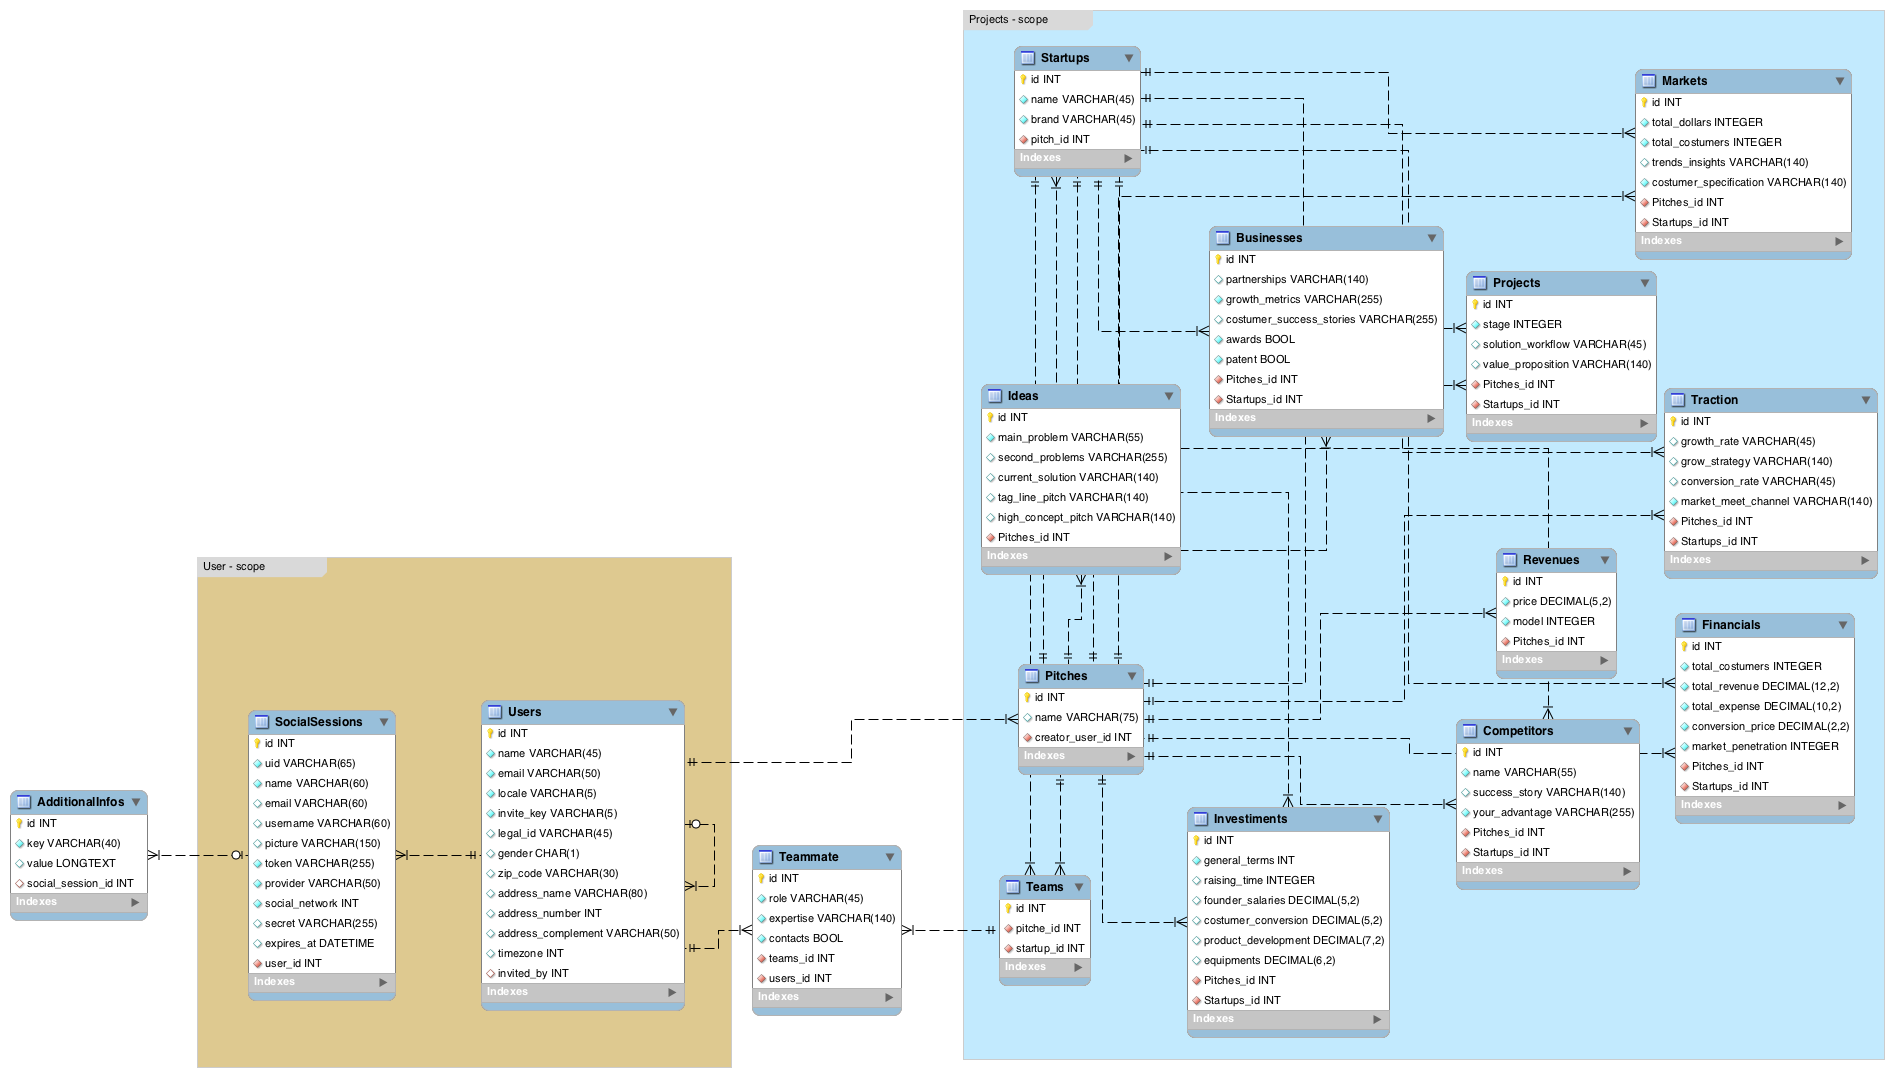 Projects - scope
Startups
id INT
name VARCHAR(45)
brand VARCHAR(45)
pitch_id INT
Indexes
Markets
id INT
total_dollars INTEGER
total_costumers INTEGER
trends_insights VARCHAR(140)
costumer_specification VARCHAR(140)
Pitches_id INT
Startups_id INT
Indexes
Businesses
id INT
partnerships VARCHAR(140)
growth_metrics VARCHAR(255)
costumer_success_stories VARCHAR(255)
awards BOOL
patent BOOL
Pitches_id INT
Startups_id INT
Indexes
Projects
id INT
stage INTEGER
solution_workflow VARCHAR(45)
value_proposition VARCHAR(140)
Pitches_id INT
Startups_id INT
Indexes
Ideas
id INT
main_problem VARCHAR(55)
second_problems VARCHAR(255)
current_solution VARCHAR(140)
tag_line_pitch VARCHAR(140)
high_concept_pitch VARCHAR(140)
Pitches_id INT
Indexes
Traction
id INT
growth_rate VARCHAR(45)
grow_strategy VARCHAR(140)
conversion_rate VARCHAR(45)
market_meet_channel VARCHAR(140)
Pitches_id INT
Startups_id INT
Indexes
Revenues
id INT
price DECIMAL(5,2)
model INTEGER
Pitches_id INT
Indexes
Financials
id INT
total_costumers INTEGER
total_revenue DECIMAL(12,2)
total_expense DECIMAL(10,2)
conversion_price DECIMAL(2,2)
market_penetration INTEGER
Pitches_id INT
Startups_id INT
Indexes
Pitches
id INT
name VARCHAR(75)
creator_user_id INT
Indexes
Competitors
id INT
name VARCHAR(55)
success_story VARCHAR(140)
your_advantage VARCHAR(255)
Pitches_id INT
Startups_id INT
Indexes
Investiments
id INT
general_terms INT
raising_time INTEGER
founder_salaries DECIMAL(5,2)
costumer_conversion DECIMAL(5,2)
product_development DECIMAL(7,2)
equipments DECIMAL(6,2)
Pitches_id INT
Startups_id INT
Indexes
Teams
id INT
pitche_id INT
startup_id INT
Indexes
User - scope
SocialSessions
id INT
uid VARCHAR(65)
name VARCHAR(60)
email VARCHAR(60)
username VARCHAR(60)
picture VARCHAR(150)
token VARCHAR(255)
provider VARCHAR(50)
social_network INT
secret VARCHAR(255)
expires_at DATETIME
user_id INT
Indexes
Users
id INT
name VARCHAR(45)
email VARCHAR(50)
locale VARCHAR(5)
invite_key VARCHAR(5)
legal_id VARCHAR(45)
gender CHAR(1)
zip_code VARCHAR(30)
address_name VARCHAR(80)
address_number INT
address_complement VARCHAR(50)
timezone INT
invited_by INT
Indexes
AdditionalInfos
id INT
key VARCHAR(40)
value LONGTEXT
social_session_id INT
Indexes
Teammate
id INT
role VARCHAR(45)
expertise VARCHAR(140)
contacts BOOL
teams_id INT
users_id INT
Indexes